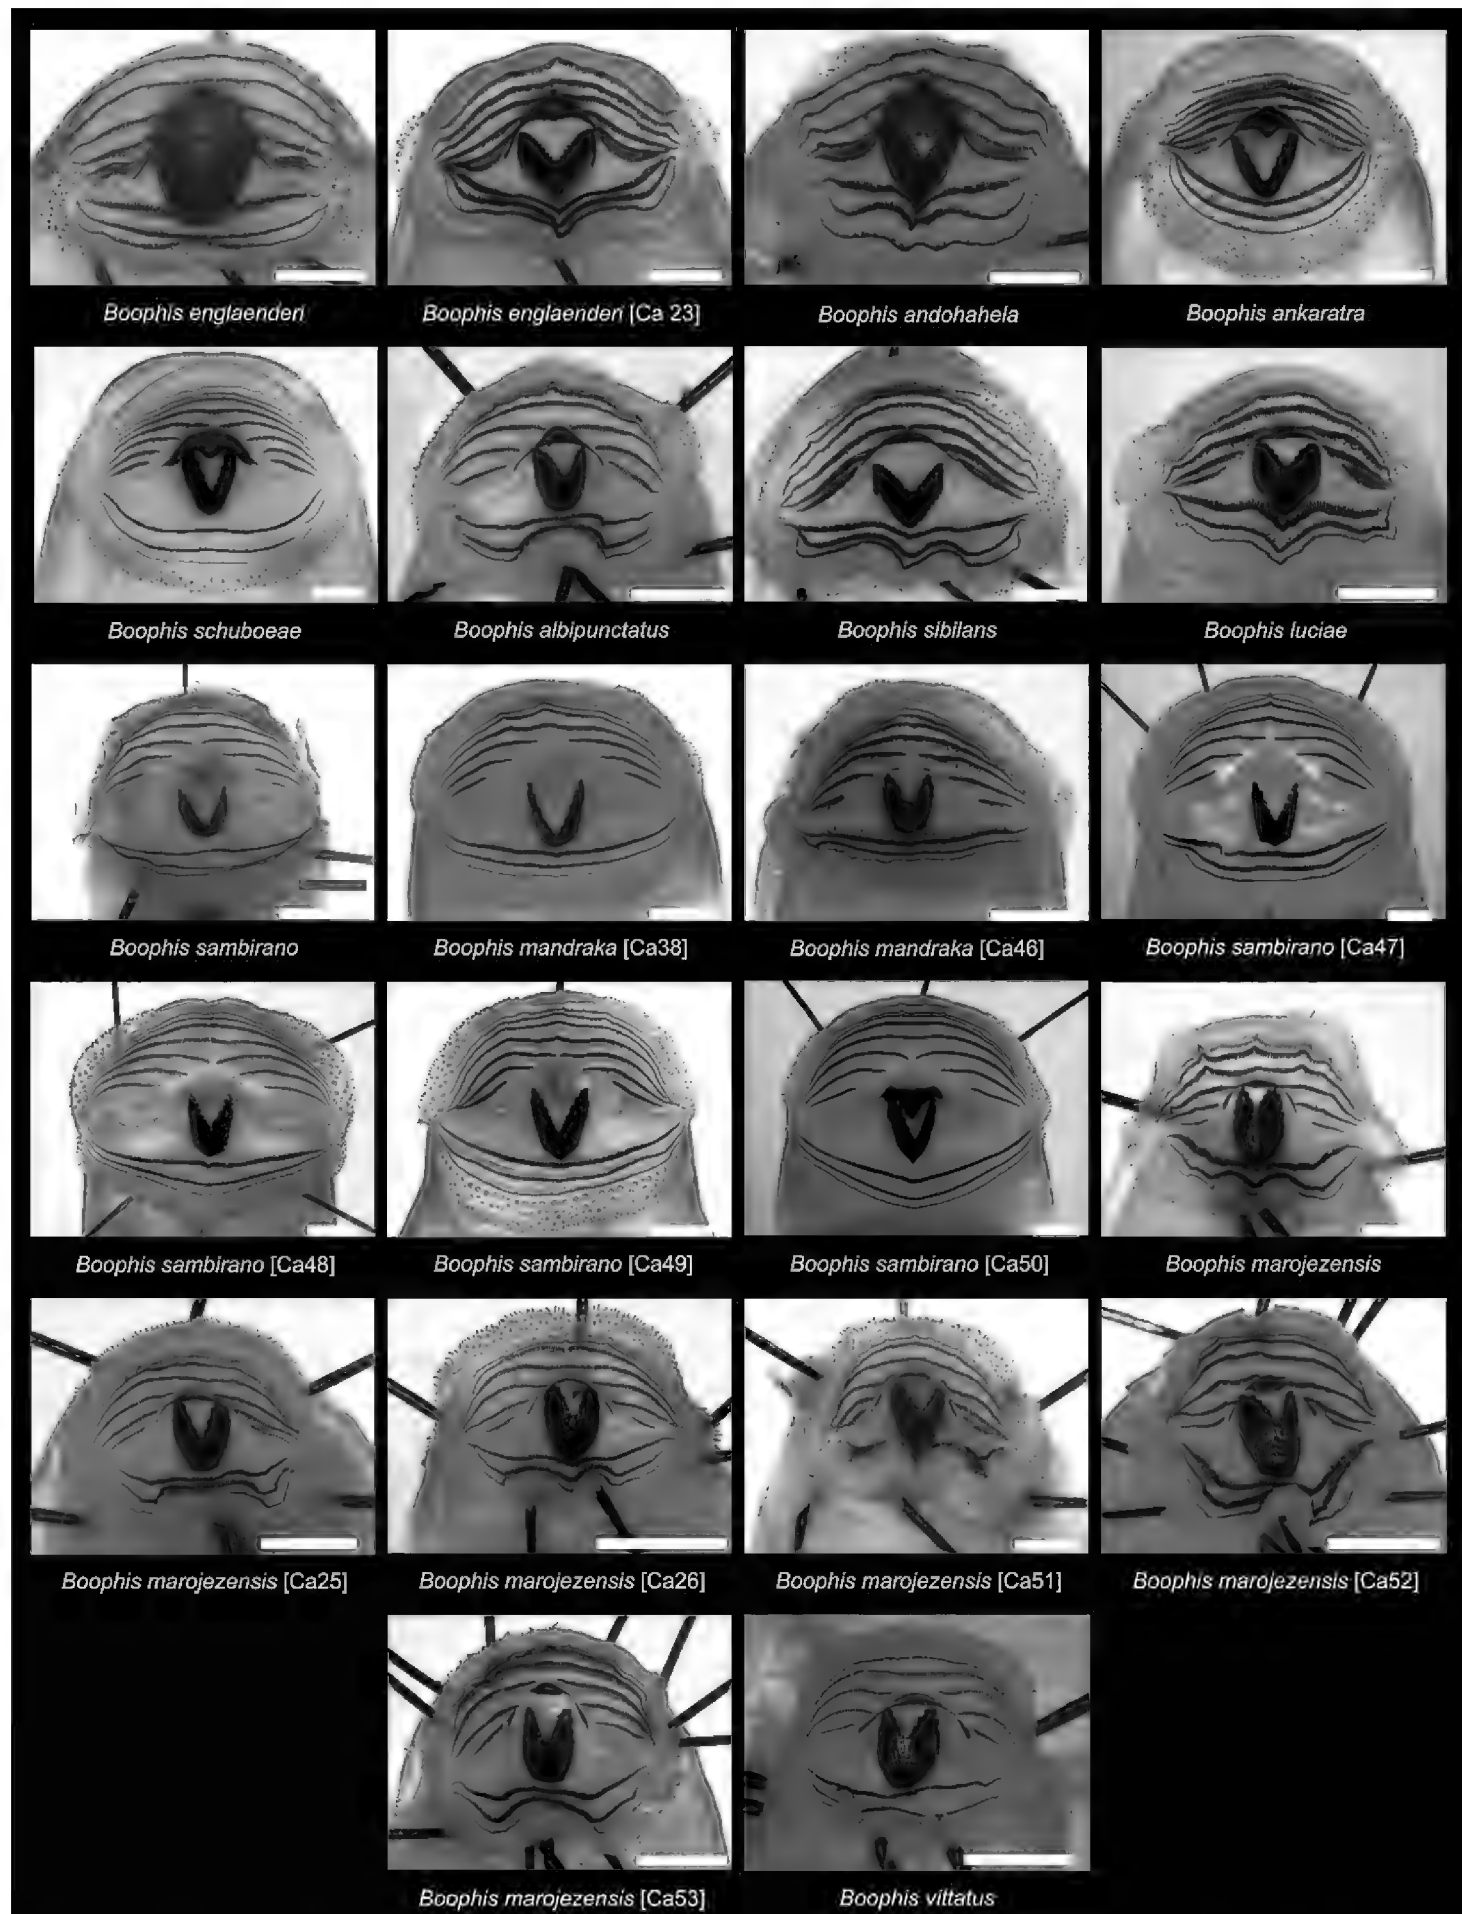 Boophis englaenderi
Boophis englaenderi [Ca 23]
Boophis andohahela
Boophis ankaratra
Boophis schuboeae
Boophis albipunctatus
Boophis sibilans
Boophis luciae
Boophis sambirano
Boophis mandraka [Ca38]
Boophis mandraka [Ca46]
Boophis sambirano [Ca47]
Boophis sambirano [Ca48]
Boophis sambirano [Ca49]
Boophis sambirano [Ca50]
Boophis marojezensis
Boophis marojezensis [Ca25]
Boophis marojezensis [Ca26]
Boophis marojezensis [Ca51]
Boophis marojezensis [Ca52]
Boophis marojezensis [Ca53]
Boophis vittatus